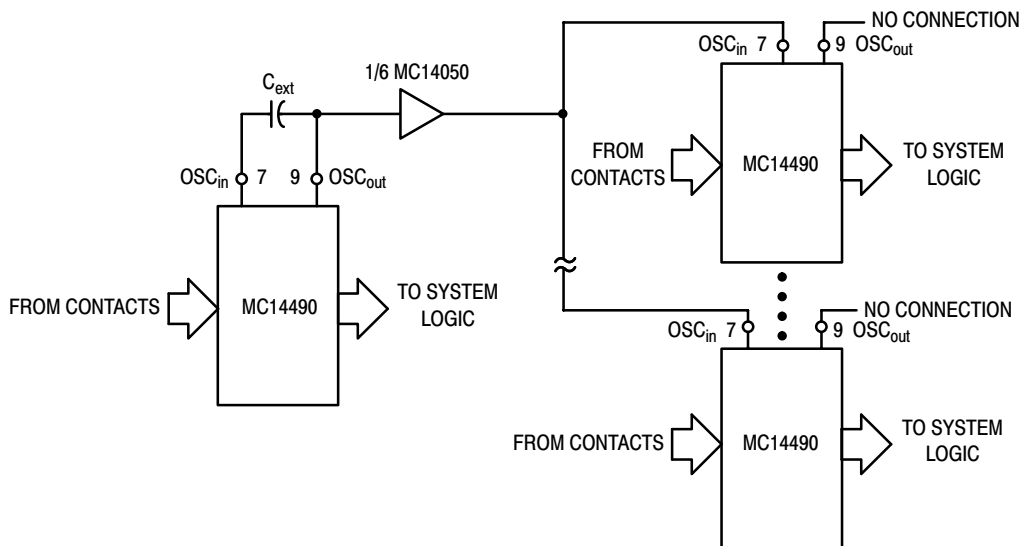 NO CONNECTION
OSCin 7
9 OSCout
1/6 MC14050
Cext
FROM
CONTACTS
MC14490
TO SYSTEM
LOGIC
OSCin 7
9 OSCout
FROM CONTACTS
MC14490
TO SYSTEM
LOGIC
NO CONNECTION
OSCin 7
9 OSCout
FROM CONTACTS
MC14490
TO SYSTEM
LOGIC